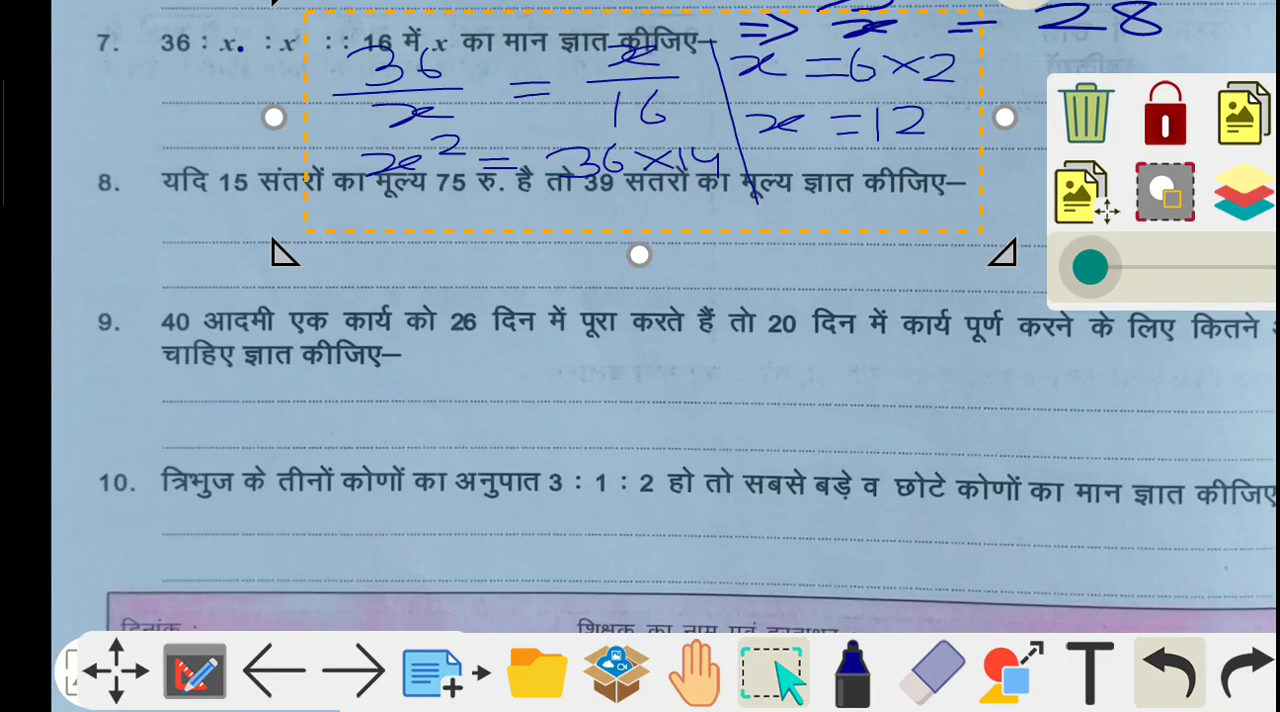 => x = 28
7. 36 : x. : x : : 16 में x का मान ज्ञात कीजिए–
36/x = x/16
x = 6×2
x = 12
x² = 36×14
8. यदि 15 संतरों का मूल्य 75 रु. है तो 39 संतरों का मूल्य ज्ञात कीजिए–
9. 40 आदमी एक कार्य को 26 दिन में पूरा करते हैं तो 20 दिन में कार्य पूर्ण करने के लिए कितने
चाहिए ज्ञात कीजिए–
10. त्रिभुज के तीनों कोणों का अनुपात 3 : 1 : 2 हो तो सबसे बड़े व छोटे कोणों का मान ज्ञात कीजिए
दिनांक :
शिक्षक का नाम एवं हस्ताक्षर
T